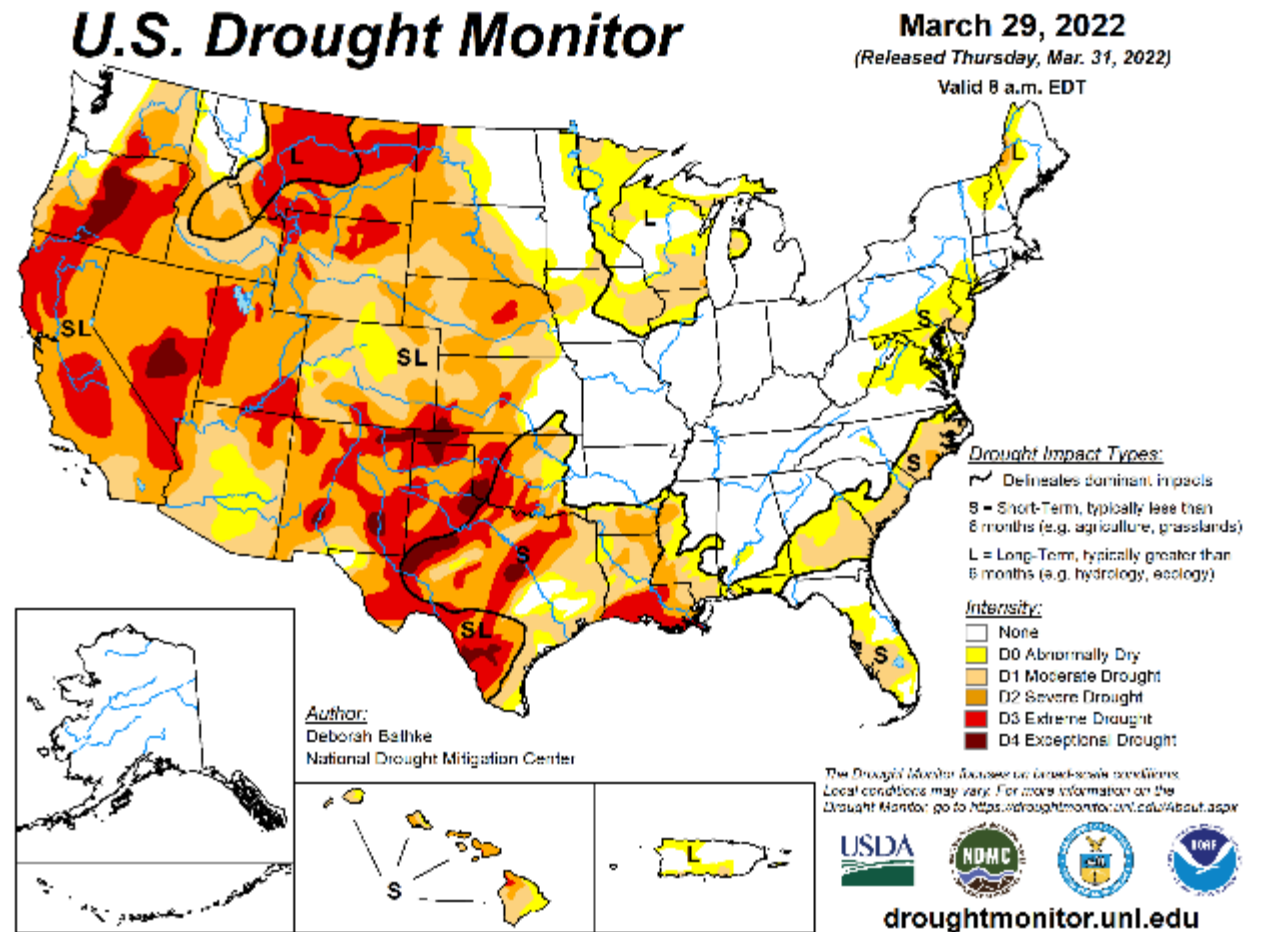 U.S. Drought Monitor
March 29, 2022
(Released Thursday, Mar. 31, 2022)
Valid 8 a.m. EDT
L
L
L
SL
SL
S
S
S
SL
S
Drought Impact Types:
Delineates dominant impacts
S = Short-Term, typically less than
6 months (e.g. agriculture, grasslands)
L = Long-Term, typically greater than
6 months (e.g. hydrology, ecology)
Intensity:
None
D0 Abnormally Dry
D1 Moderate Drought
D2 Severe Drought
D3 Extreme Drought
D4 Exceptional Drought
Author:
Deborah Bathke
National Drought Mitigation Center
S
L
The Drought Monitor focuses on broad-scale conditions.
Local conditions may vary. For more information on the
Drought Monitor, go to https://droughtmonitor.unl.edu/About.aspx
USDA
NDMC
NOAA
droughtmonitor.unl.edu